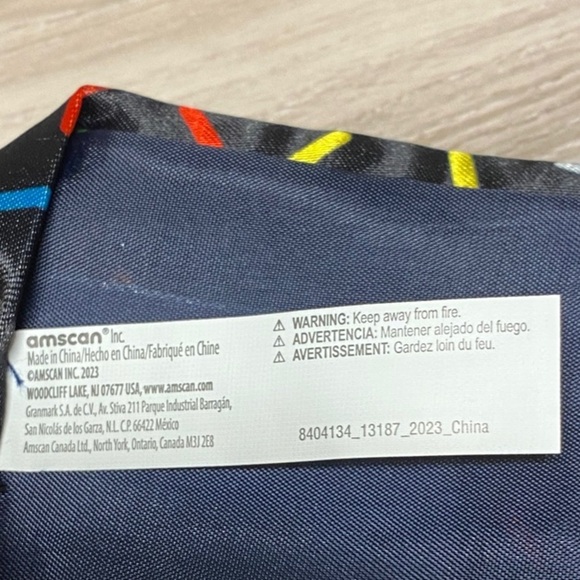 amscan® Inc.
Made in China/Hecho en China/Fabriqué en Chine
©AMSCAN INC. 2023
WOODCLIFF LAKE, NJ 07677 USA, www.amscan.com
Granmark S.A. de C.V., Av. Stiva 211 Parque Industrial Barragán,
San Nicolás de los Garza, N.L. C.P. 66422 México
Amscan Canada Ltd., North York, Ontario, Canada M3J 2E8
⚠ WARNING: Keep away from fire.
⚠ ADVERTENCIA: Mantener alejado del fuego.
⚠ AVERTISSEMENT: Gardez loin du feu.
8404134_13187_2023_China